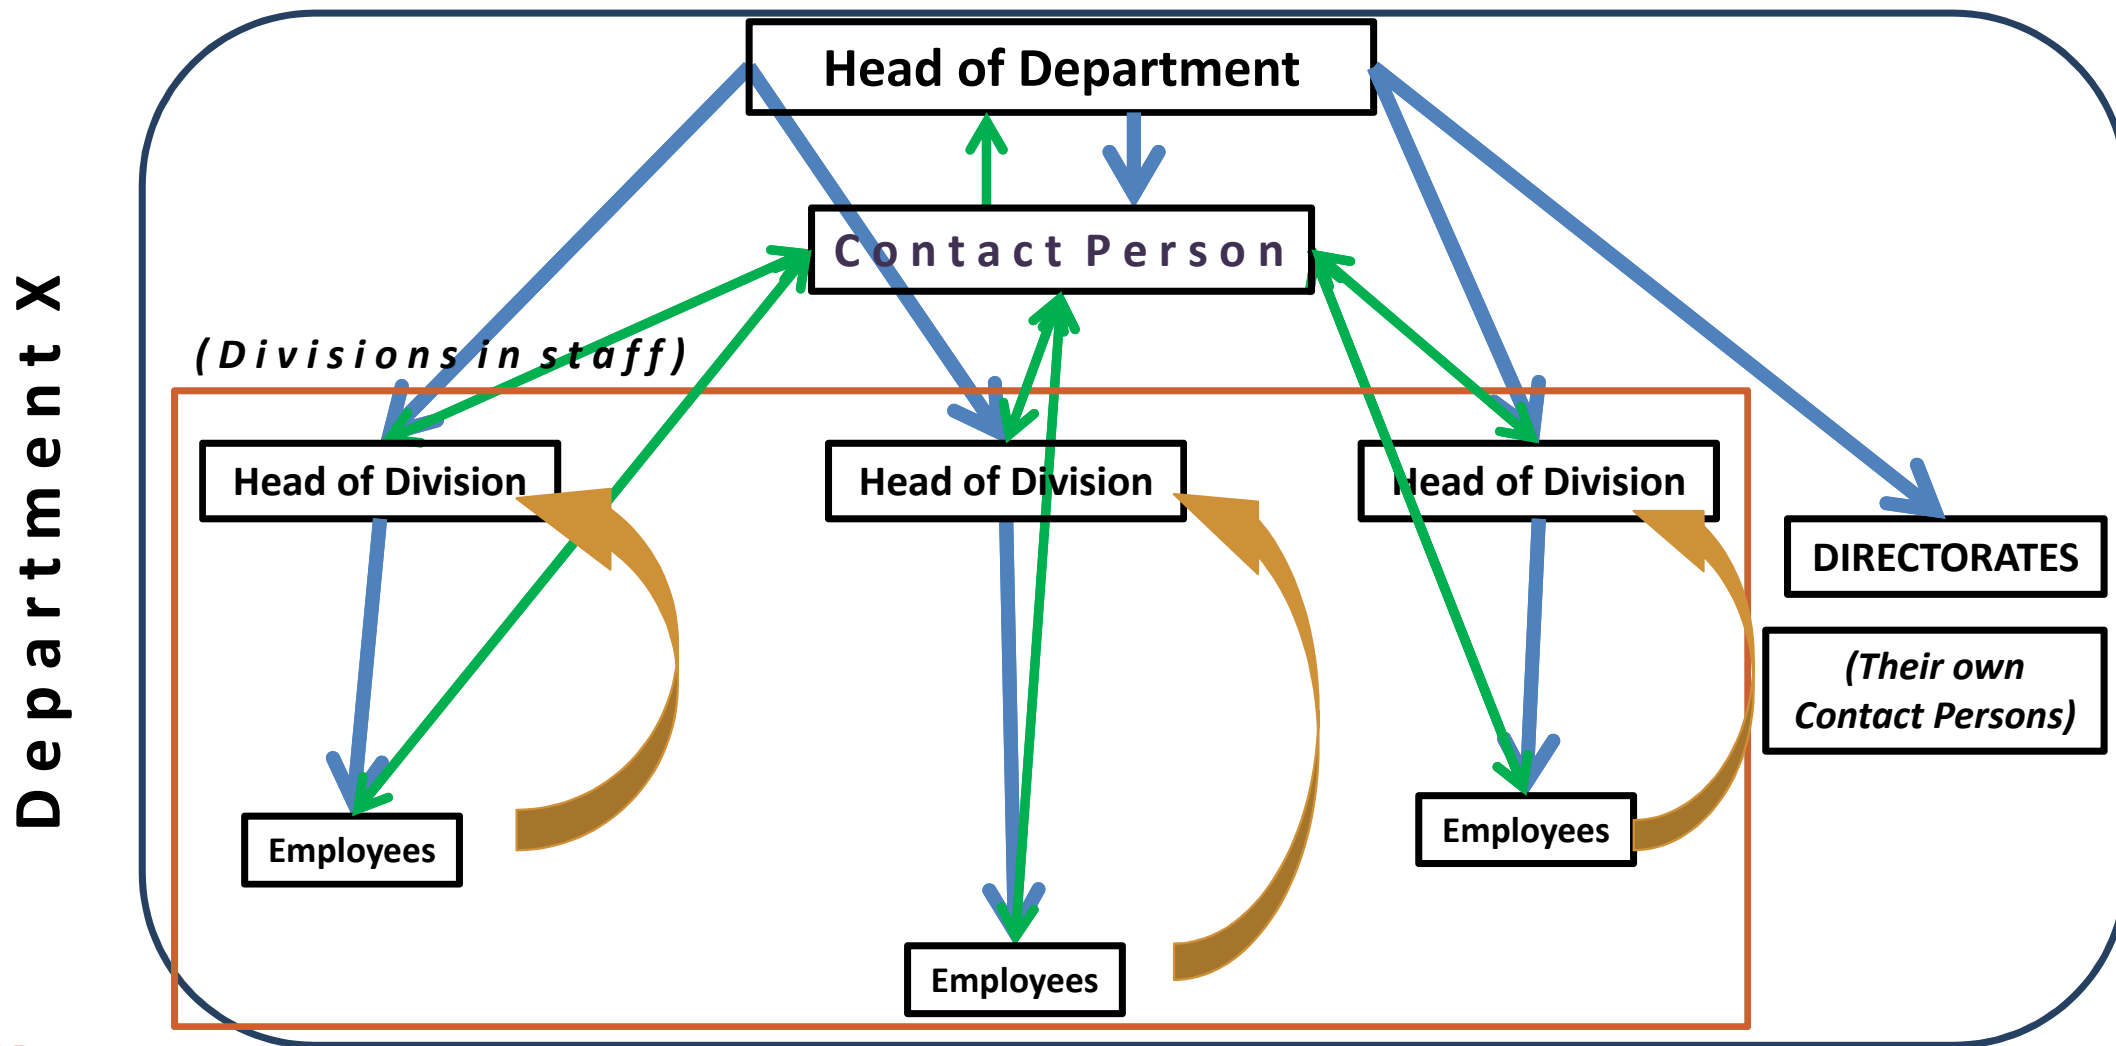 Department X
Head of Department
Contact Person
(Divisions in staff)
Head of Division
Head of Division
Head of Division
DIRECTORATES
(Their own
Contact Persons)
Employees
Employees
Employees